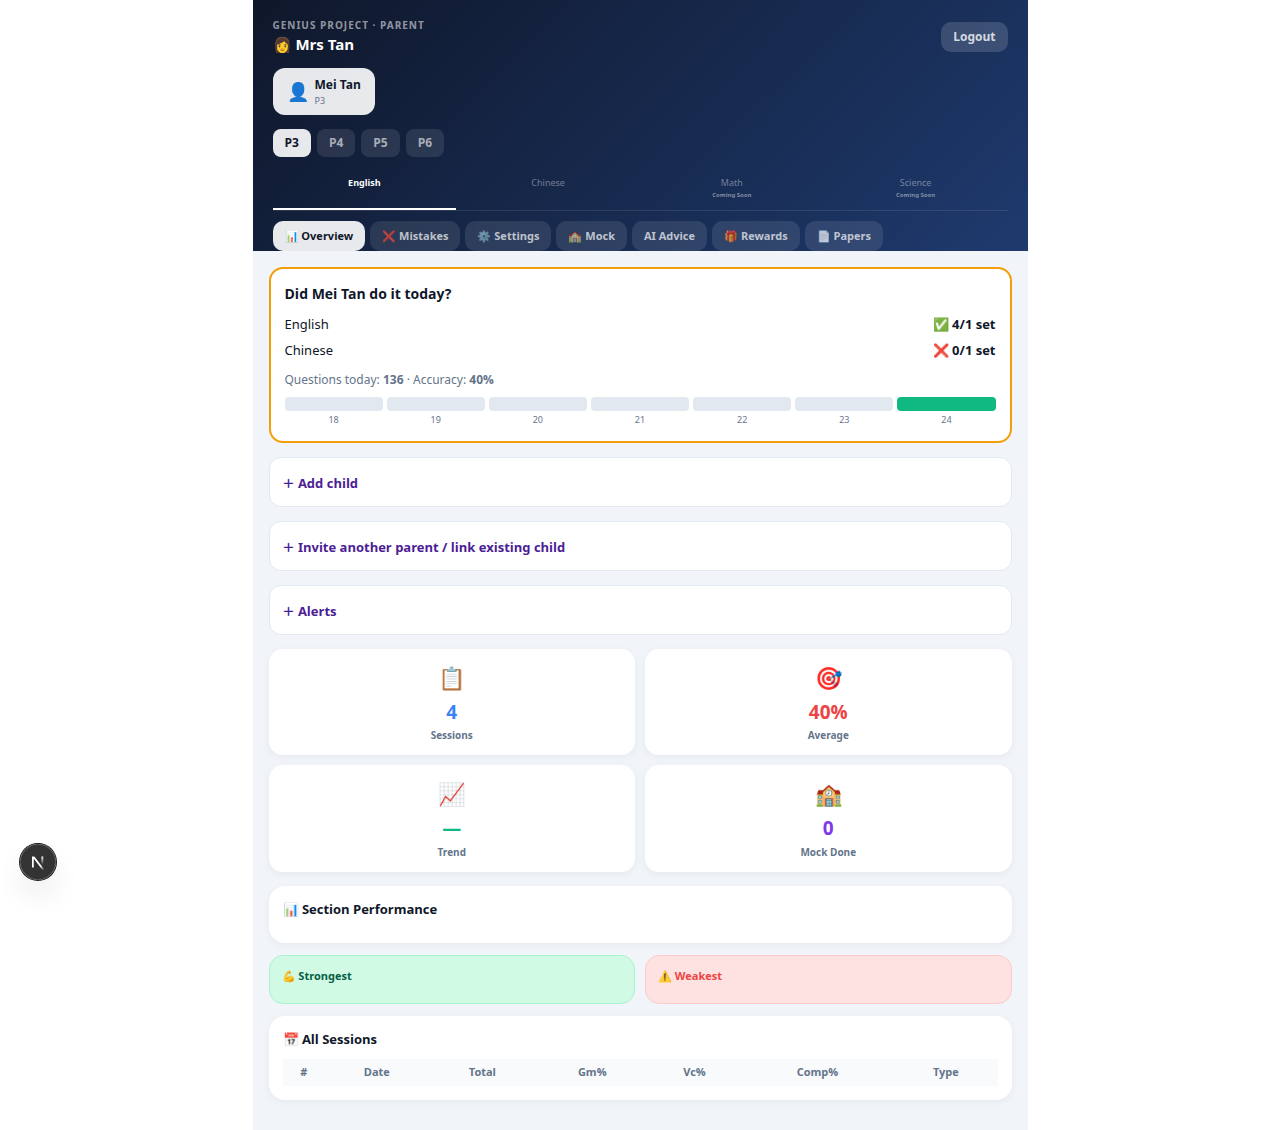 GENIUS PROJECT · PARENT
👩 Mrs Tan
Logout
👤 Mei Tan
P3
P3 P4 P5 P6
English Chinese Math Science
Coming Soon Coming Soon
📊 Overview ❌ Mistakes ⚙️ Settings 🏫 Mock AI Advice 🎁 Rewards 📄 Papers
Did Mei Tan do it today?
English ✅ 4/1 set
Chinese ❌ 0/1 set
Questions today: 136 · Accuracy: 40%
18 19 20 21 22 23 24
+ Add child
+ Invite another parent / link existing child
+ Alerts
4 40%
Sessions Average
— 0
Trend Mock Done
N
📊 Section Performance
💪 Strongest ⚠️ Weakest
📅 All Sessions
# Date Total Gm% Vc% Comp% Type